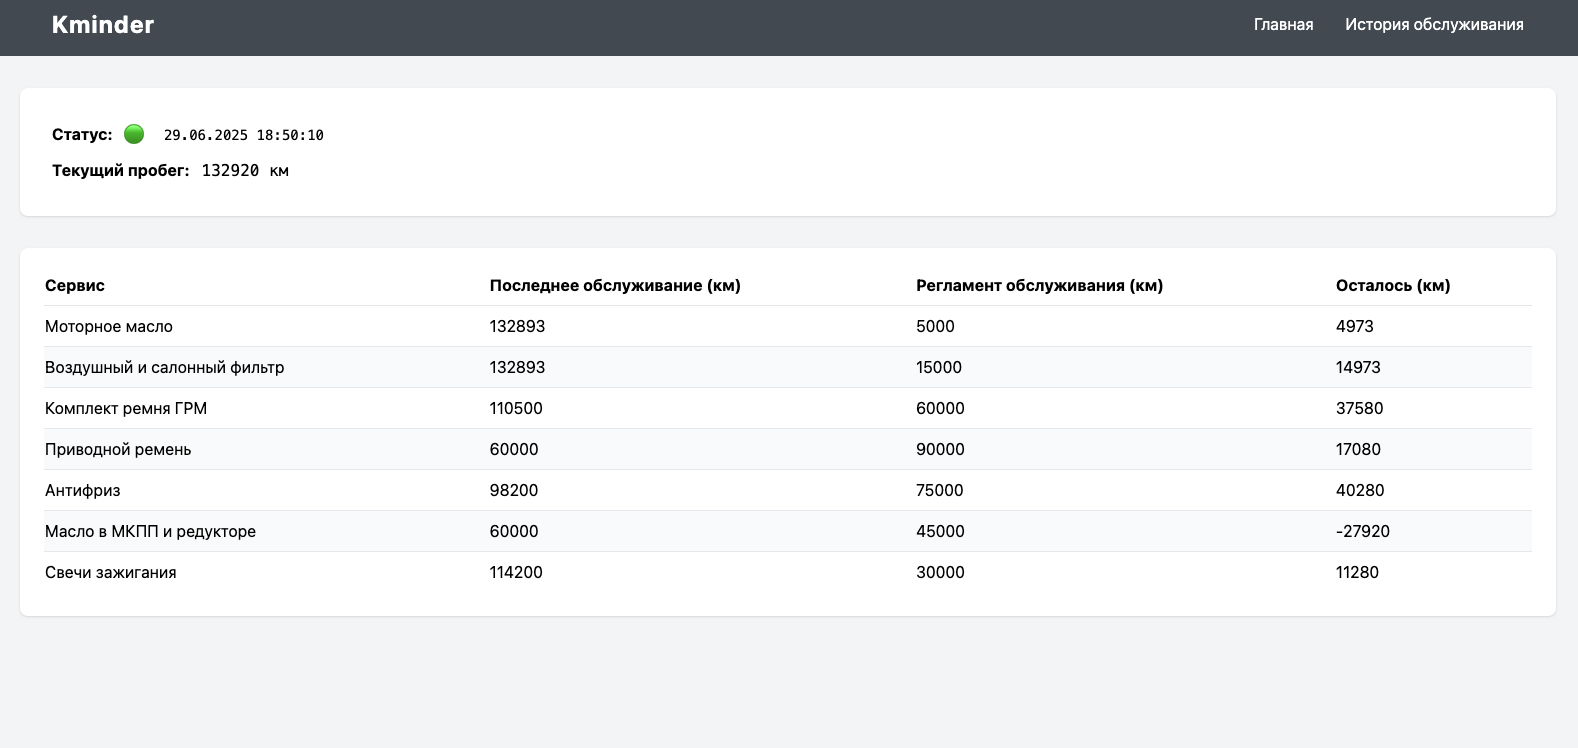 Kminder Главная История обслуживания
Статус: 29.06.2025 18:50:10
Текущий пробег: 132920 км
Сервис Последнее обслуживание (км) Регламент обслуживания (км) Осталось (км)
Моторное масло 132893 5000 4973
Воздушный и салонный фильтр 132893 15000 14973
Комплект ремня ГРМ 110500 60000 37580
Приводной ремень 60000 90000 17080
Антифриз 98200 75000 40280
Масло в МКПП и редукторе 60000 45000 -27920
Свечи зажигания 114200 30000 11280